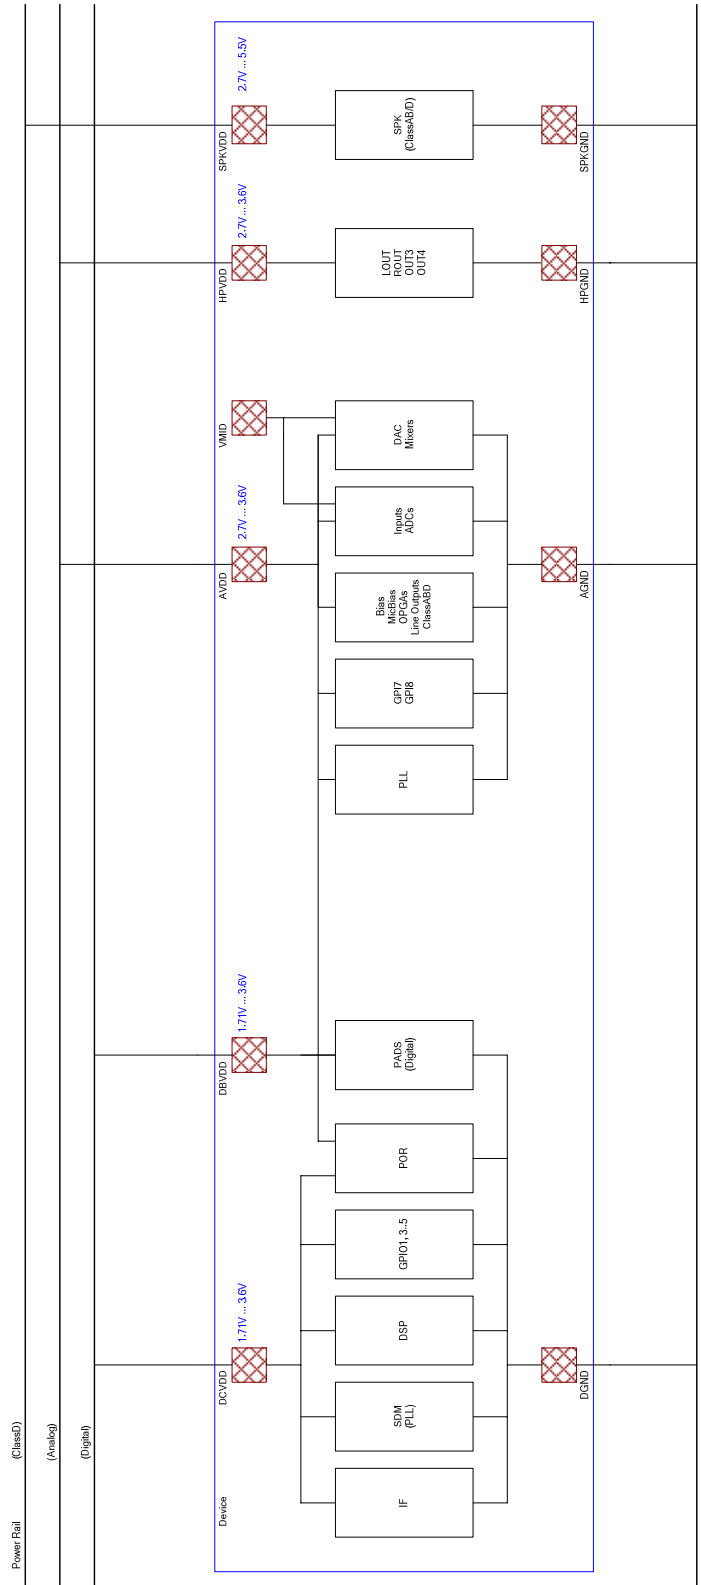 Power Rail
(ClassD)
(Analog)
(Digital)
Device
DCVDD
1.71V ... 3.6V
DBVDD
1.71V ... 3.6V
AVDD
2.7V ... 3.6V
VMID
HPVDD
2.7V ... 3.6V
SPKVDD
2.7V ... 5.5V
IF
SDM
(PLL)
DSP
GPIO1, 3..5
POR
PADS
(Digital)
PLL
GPI7
GPI8
Bias
MicBias
OPGAs
Line Outputs
ClassABD
Inputs
ADCs
DAC
Mixers
LOUT
ROUT
OUT3
OUT4
SPK
(ClassAB/D)
DGND
AGND
HPGND
SPKGND